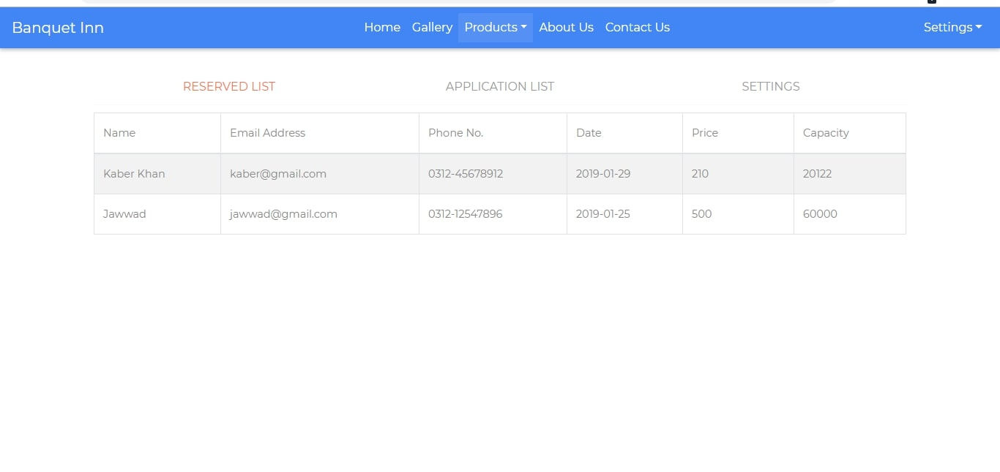 Banquet Inn Home Gallery Products About Us Contact Us Settings
RESERVED LIST APPLICATION LIST SETTINGS
Name Email Address Phone No. Date Price Capacity
Kaber Khan kaber@gmail.com 0312-45678912 2019-01-29 210 20122
Jawwad jawwad@gmail.com 0312-12547896 2019-01-25 500 60000